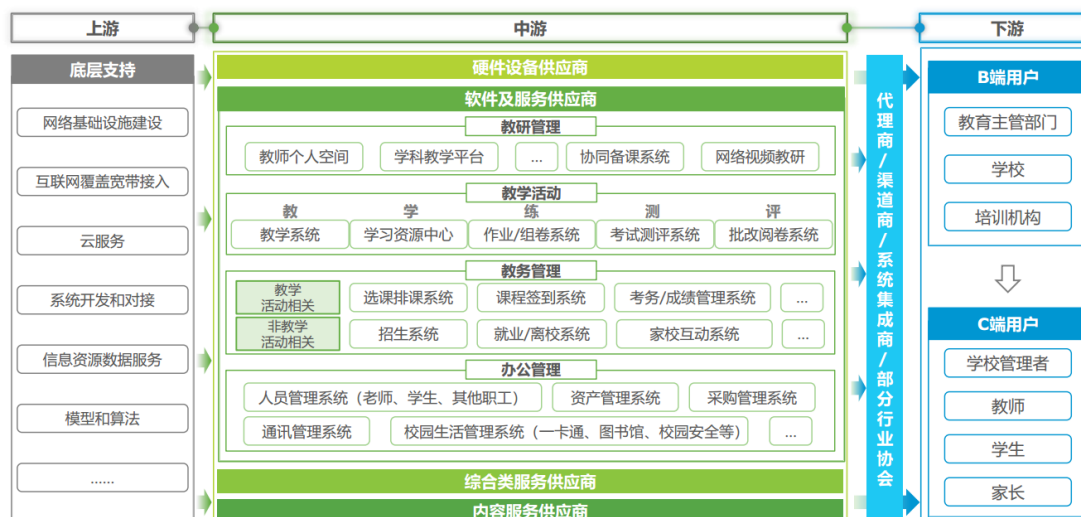 上游
中游
下游
底层支持
网络基础设施建设
互联网覆盖宽带接入
云服务
系统开发和对接
信息资源数据服务
模型和算法
......
硬件设备供应商
软件及服务供应商
教研管理
教师个人空间
学科教学平台
...
协同备课系统
网络视频教研
教学活动
教 学 练 测 评
教学系统
学习资源中心
作业/组卷系统
考试测评系统
批改阅卷系统
教务管理
教学
活动相关
选课排课系统
课程签到系统
考务/成绩管理系统
...
非教学
活动相关
招生系统
就业/离校系统
家校互动系统
...
办公管理
人员管理系统（老师、学生、其他职工）
资产管理系统
采购管理系统
通讯管理系统
校园生活管理系统（一卡通、图书馆、校园安全等）
...
综合类服务供应商
内容服务供应商
代理商/渠道商/系统集成商/部分行业协会
B端用户
教育主管部门
学校
培训机构
C端用户
学校管理者
教师
学生
家长